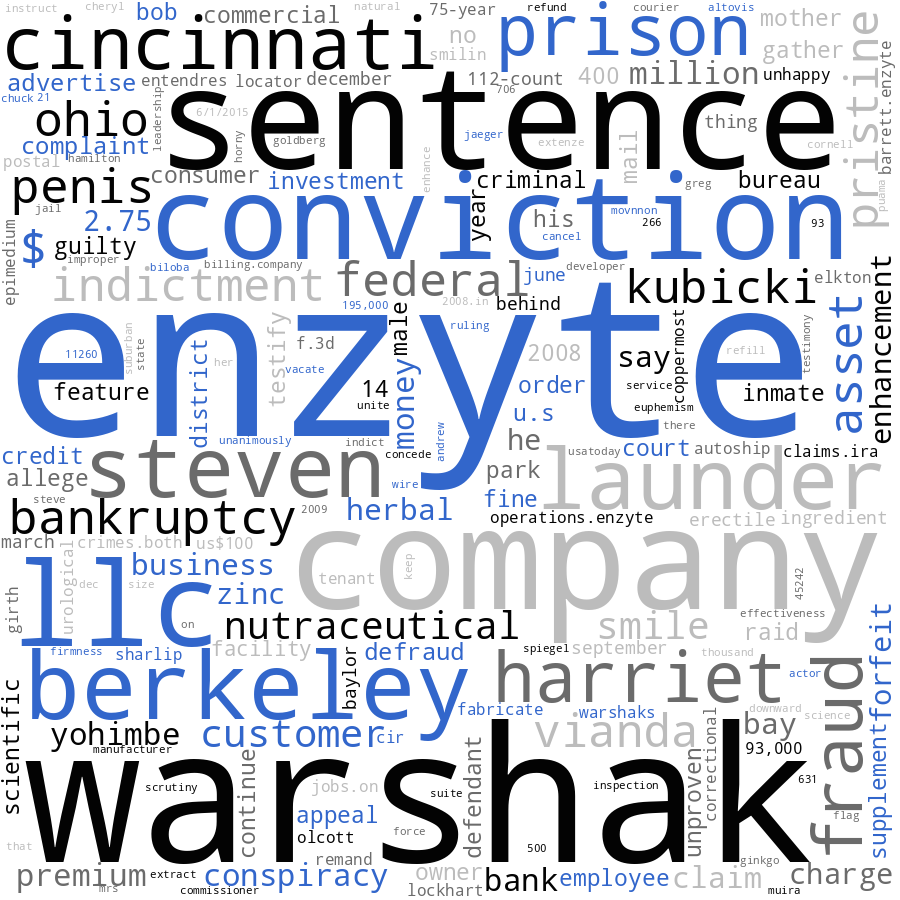 instruct cheryl bob commercial 75-year refund courier altovis natural
cincinnati no prison mother
smilin gather
advertise entendres locator december 112-count 400 million unhappy
chuck 21 706
ohio leadership 6/1/2015 sentence thing pristine barrett.enzyte
complaint horny goldberg jaeger extenze mail cornell
postal hamilton
penis consumer investment enhance criminal greg bureau puama
jail 2.75 conviction year his movnnon 266 93
$ guilty cancel
epimedium improper biloba billing.company
indictment federal june developer kubicki elkton
195,000 2008.in behind
enzyte male ruling coppermost testimony asset enhancement
11260 suburban state testify f.3d 2008 say refill
district her vacate
feature 14 money order service inmate
unite u.s euphemism
unanimously indict andrew he there
credit steven concede usatoday court autoship claims.ira
allege wire park launder
steve fine
bankruptcy 2009 herbal operations.enzyte erectile ingredient
march crimes.both us$100 company
urological business keep
llc dec size zinc tenant 45242
girth on nutraceutical smile effectiveness
raid
firmness sharlip facility defraud spiegel september thousand
berkeley baylor harriet actor forfeit
scientific fabricate warshaks downward science
yohimbe customer cir vianda correctional bay fraud
manufacturer 93,000
warshak continue scrutiny jobs.on suite defendant inspection unproven 631 supplement
appeal flag
that olcott force 500
remand ginkgo
premium extract conspiracy owner bank employee claim charge
mrs commissioner lockhart muira